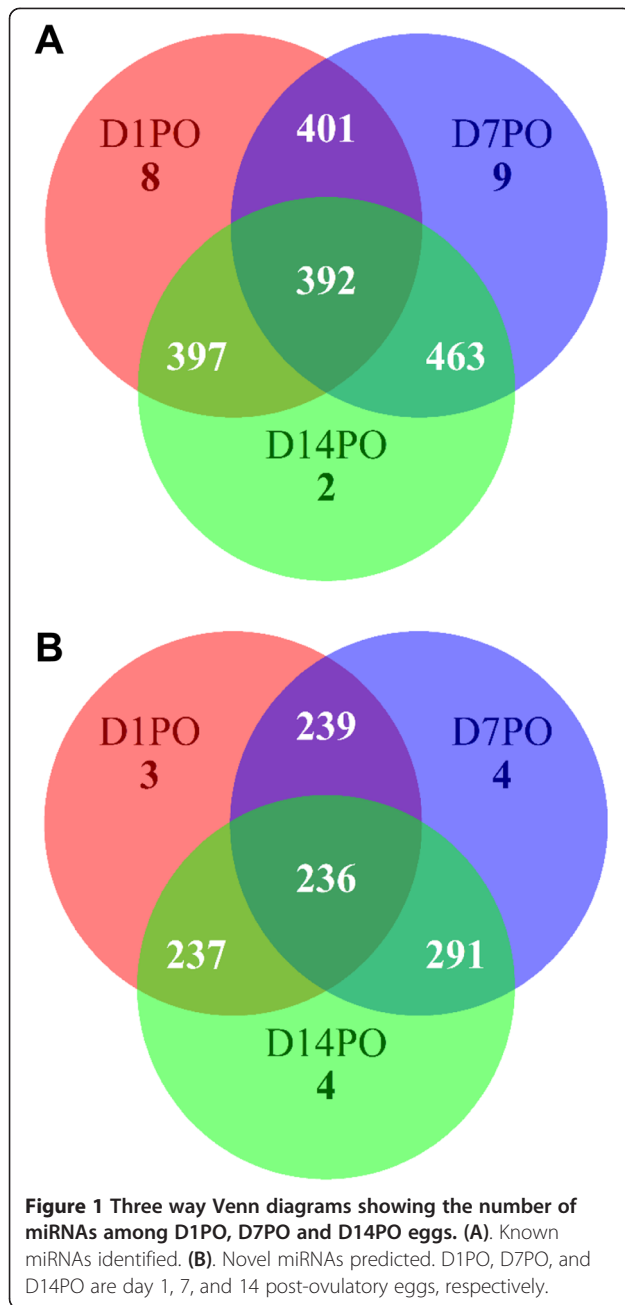 A
D1PO
8
401
D7PO
9
392
397
463
D14PO
2
B
D1PO
3
239
D7PO
4
236
237
291
D14PO
4
Figure 1 Three way Venn diagrams showing the number of
miRNAs among D1PO, D7PO and D14PO eggs. (A). Known
miRNAs identified. (B). Novel miRNAs predicted. D1PO, D7PO, and
D14PO are day 1, 7, and 14 post-ovulatory eggs, respectively.